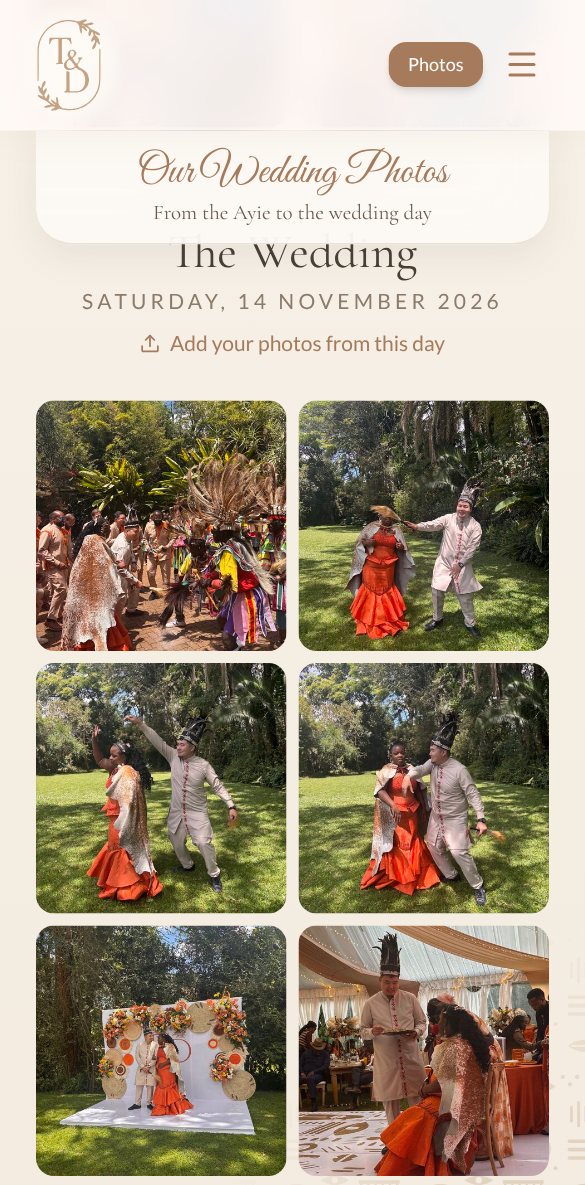 T&D
Photos
Our Wedding Photos
From the Ayie to the wedding day
The Wedding
SATURDAY, 14 NOVEMBER 2026
Add your photos from this day